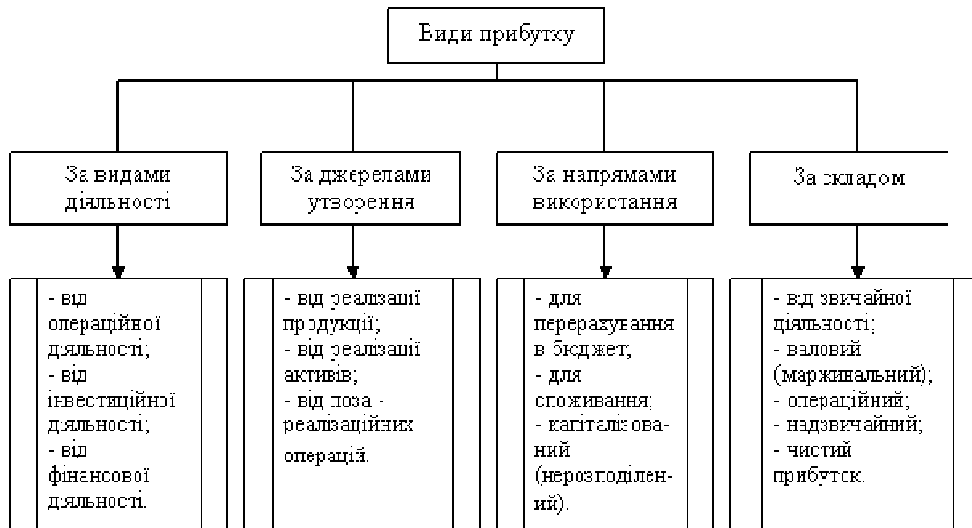 Види прибутку
За видами
діяльності
За джерелами
утворення
За напрямами
використання
За складом
- від
операційної
діяльності;
- від
інвестиційної
діяльності;
- від
фінансової
діяльності.
- від реалізації
продукції;
- від реалізації
активів;
- від поза -
реалізаційних
операцій.
- для
перерахування
в бюджет;
- для
споживання;
- капіталізова-
ний
(нерозподілен-
ий).
- від звичайної
діяльності;
- валовий
(маржинальний);
- операційний;
- надзвичайний;
- чистий
прибуток.